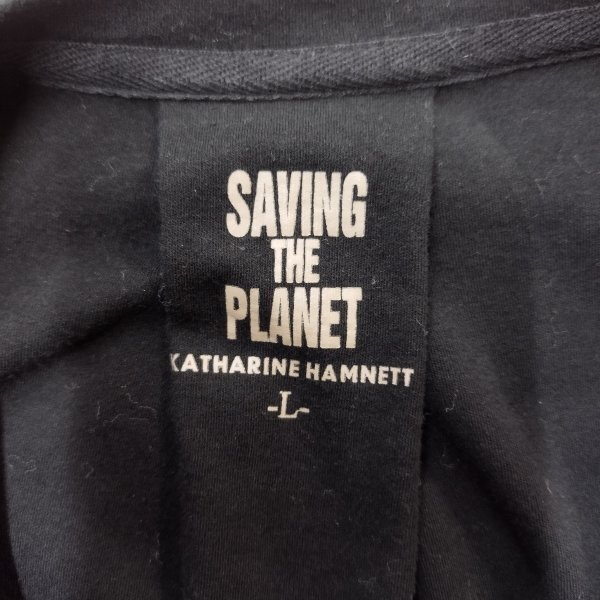 SAVING
THE
PLANET
KATHARINE HAMNETT
-L-